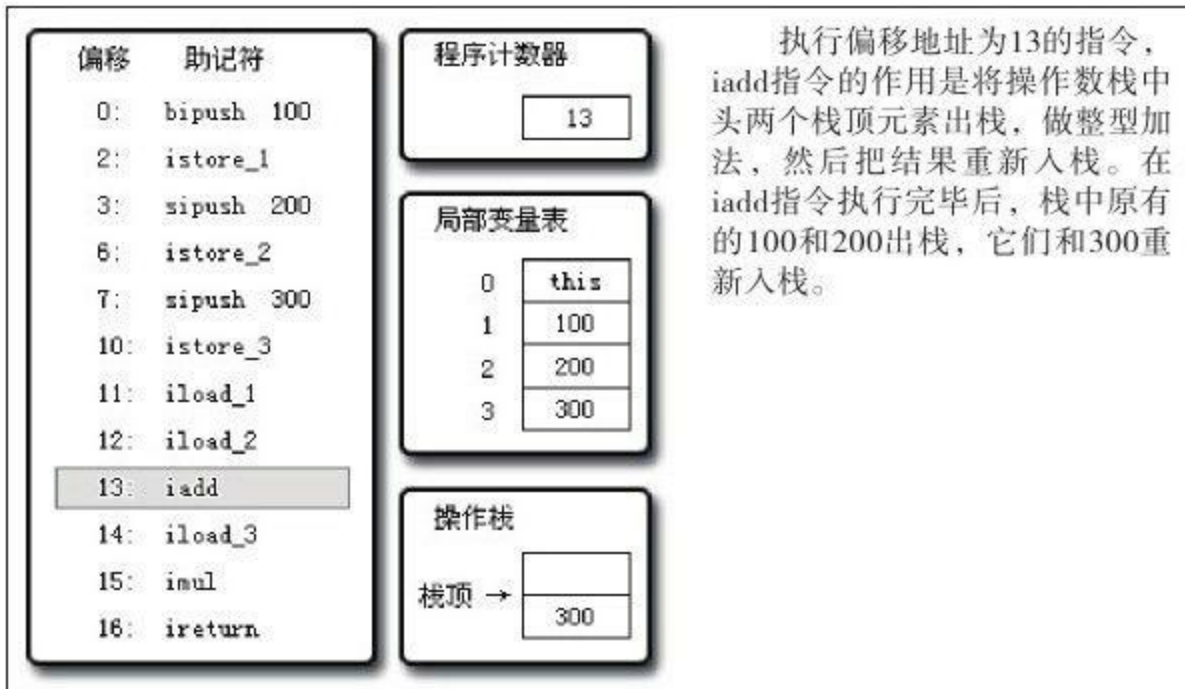 偏移 助记符
0: bipush 100
2: istore_1
3: sipush 200
6: istore_2
7: sipush 300
10: istore_3
11: iload_1
12: iload_2
13: iadd
14: iload_3
15: imul
16: ireturn
程序计数器
13
局部变量表
0 this
1 100
2 200
3 300
操作栈
栈顶 →
300
执行偏移地址为13的指令，
iadd指令的作用是将操作数栈中
头两个栈顶元素出栈，做整型加
法，然后把结果重新入栈。在
iadd指令执行完毕后，栈中原有
的100和200出栈，它们和300重
新入栈。